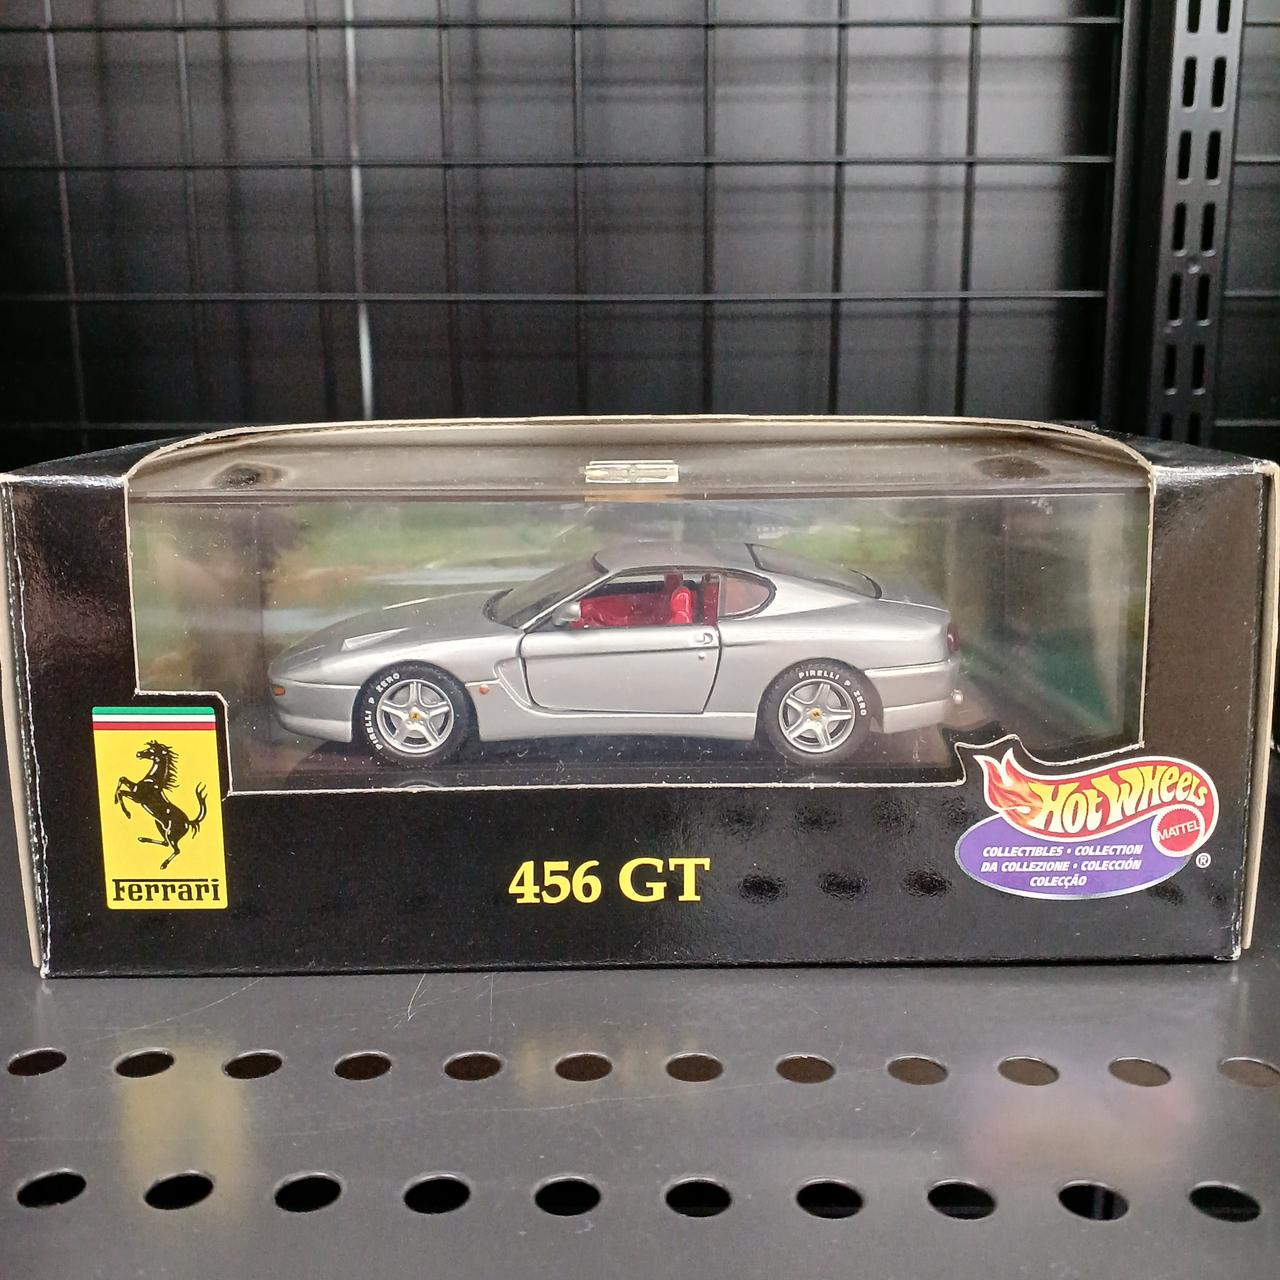 PIRELLI P ZERO
PIRELLI P ZERO
Ferrari
456 GT
HOT WHEELS
MATTEL
®
COLLECTIBLES • COLLECTION
DA COLLEZIONE • COLECCIÓN
COLECÇÃO